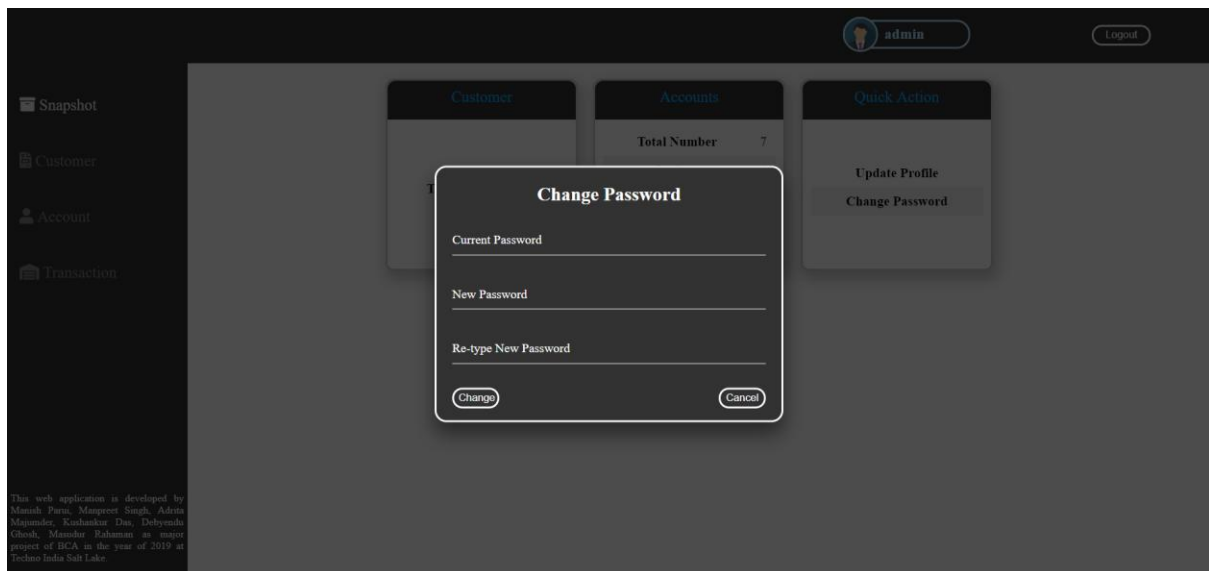 admin
Logout
Snapshot
Customer
Account
Transaction
Customer
Accounts
Quick Action
Total Number 7
Update Profile
Change Password
Change Password
Current Password
New Password
Re-type New Password
Change
Cancel
This web application is developed by
Manish Parui, Manpreet Singh, Adrita
Majumder, Kushankur Das, Debyendu
Ghosh, Masudur Rahaman as major
project of BCA in the year of 2019 at
Techno India Salt Lake.